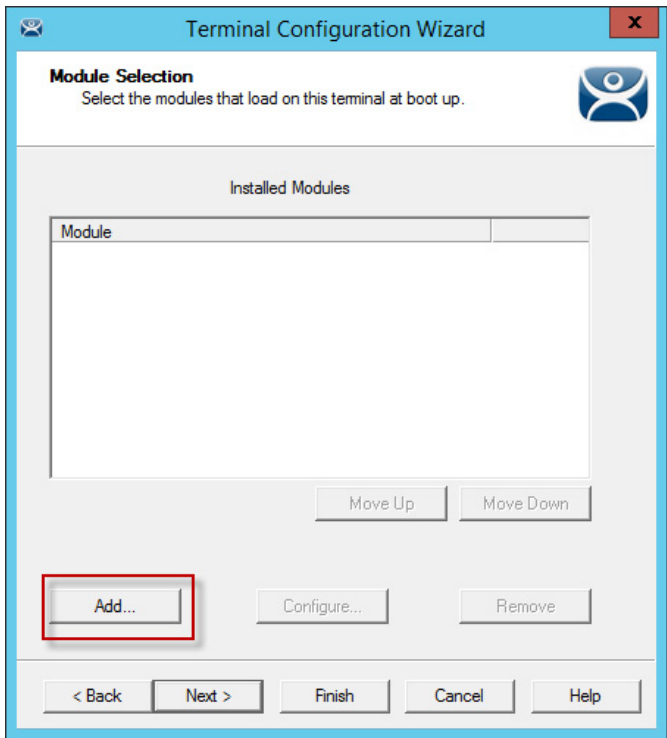 Terminal Configuration Wizard
x
Module Selection
Select the modules that load on this terminal at boot up.
Installed Modules
Module
Move Up Move Down
Add... Configure... Remove
< Back Next > Finish Cancel Help